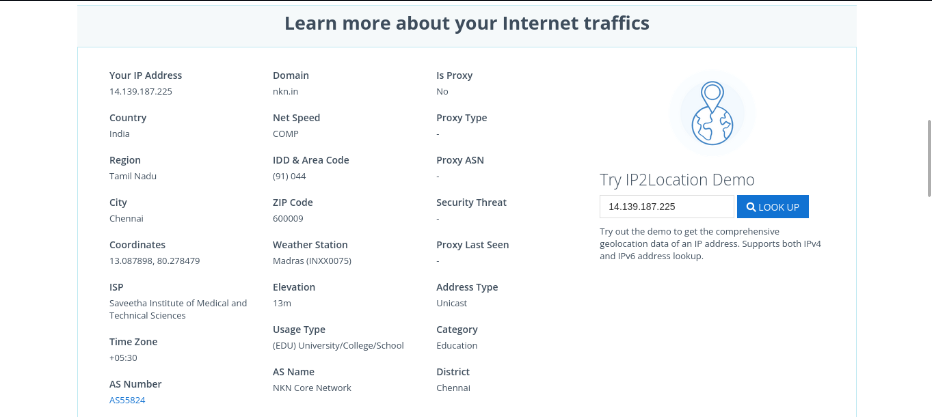 Learn more about your Internet traffics
Your IP Address
14.139.187.225
Country
India
Region
Tamil Nadu
City
Chennai
Coordinates
13.087898, 80.278479
ISP
Saveetha Institute of Medical and
Technical Sciences
Time Zone
+05:30
AS Number
AS55824
Domain
nkn.in
Net Speed
COMP
IDD & Area Code
(91) 044
ZIP Code
600009
Weather Station
Madras (INXX0075)
Elevation
13m
Usage Type
(EDU) University/College/School
AS Name
NKN Core Network
Is Proxy
No
Proxy Type
-
Proxy ASN
-
Security Threat
-
Proxy Last Seen
-
Address Type
Unicast
Category
Education
District
Chennai
Try IP2Location Demo
14.139.187.225
LOOK UP
Try out the demo to get the comprehensive
geolocation data of an IP address. Supports both IPv4
and IPv6 address lookup.